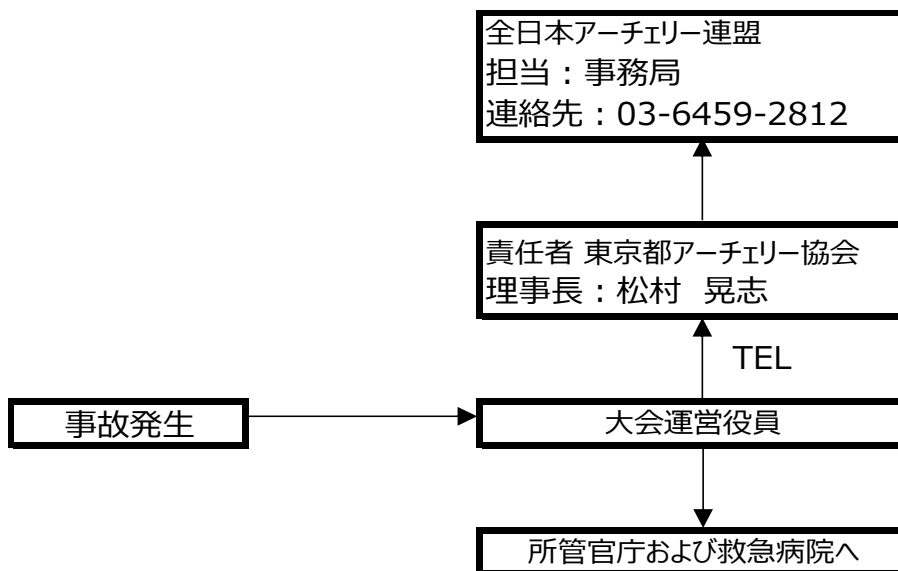 全日本アーチェリー連盟
担当：事務局
連絡先：03-6459-2812
責任者 東京都アーチェリー協会
理事長：松村　晃志
TEL
事故発生
大会運営役員
所管官庁および救急病院へ